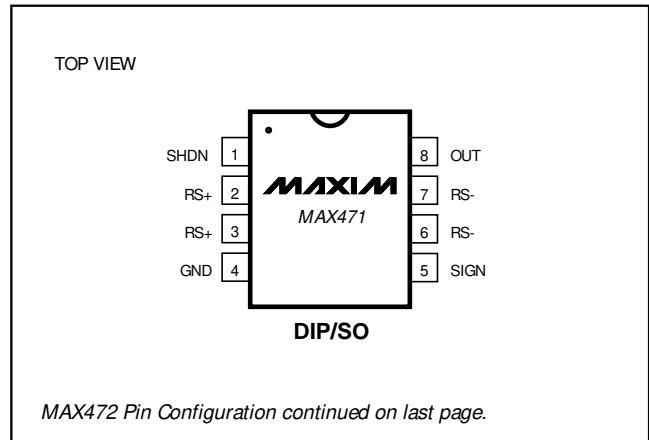 TOP VIEW
SHDN 1 8 OUT
RS+ 2 MAXIM 7 RS-
RS+ 3 MAX471 6 RS-
GND 4 5 SIGN
DIP/SO
MAX472 Pin Configuration continued on last page.